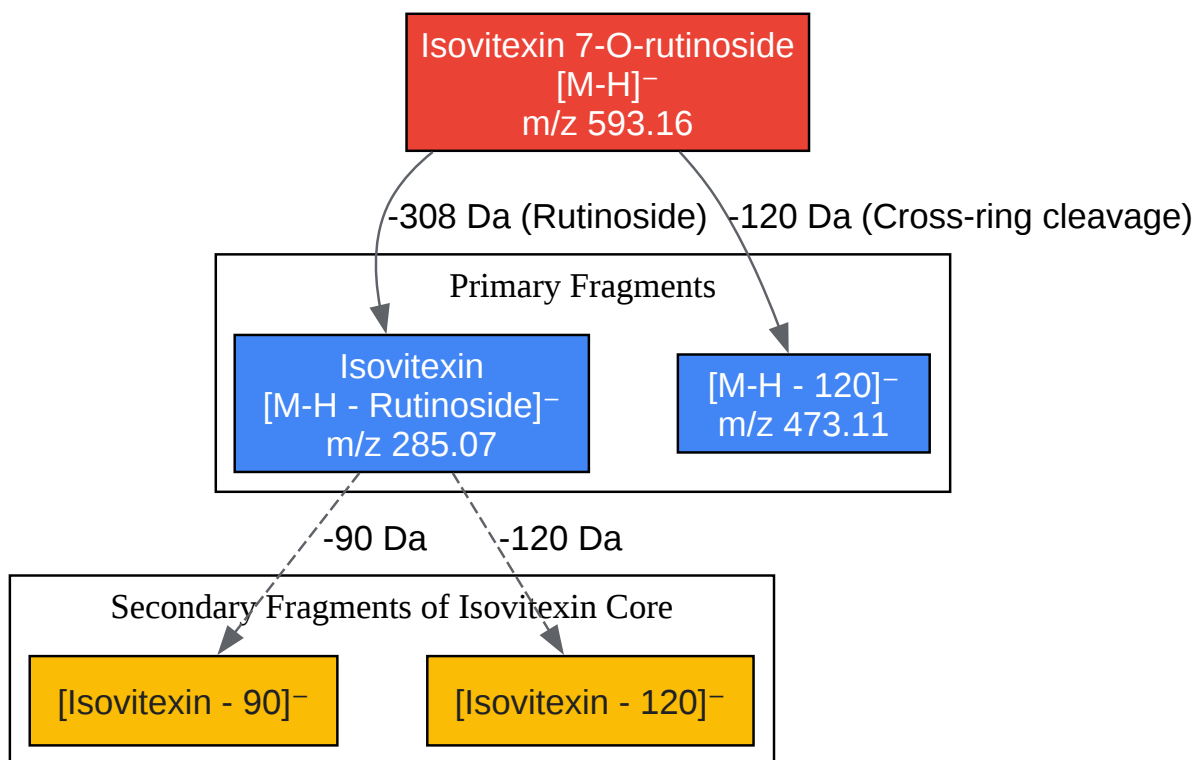 Isovitexin 7-O-rutinoside
[M-H]⁻
m/z 593.16
-308 Da (Rutinoside)
-120 Da (Cross-ring cleavage)
Primary Fragments
Isovitexin
[M-H - Rutinoside]⁻
m/z 285.07
[M-H - 120]⁻
m/z 473.11
-90 Da
-120 Da
Secondary Fragments of Isovitexin Core
[Isovitexin - 90]⁻
[Isovitexin - 120]⁻